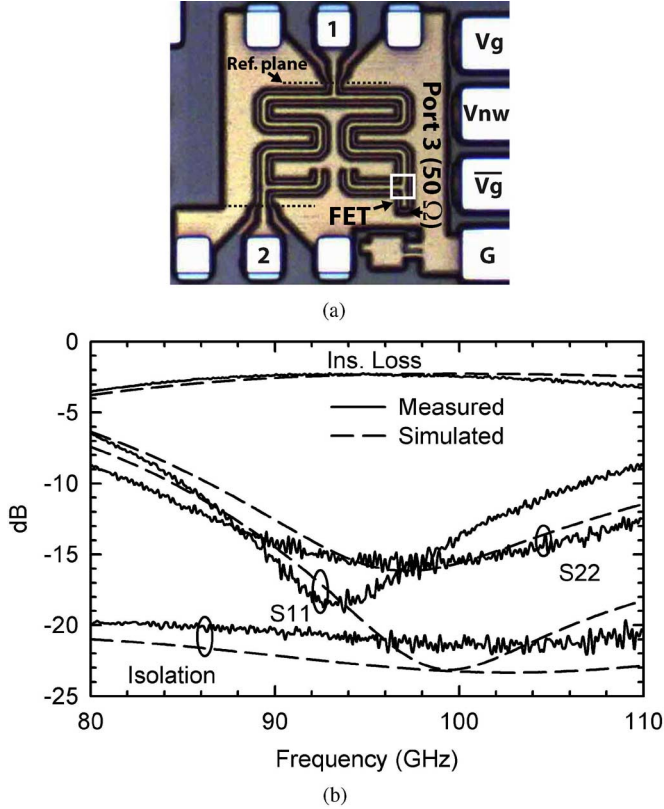 1
Vg
Ref. plane
Vnw
Port 3 (50 Ω)
Vg
FET
2
G
(a)
0
-5
-10
-15
-20
-25
dB
Ins. Loss
Measured
Simulated
S11
S22
Isolation
80 90 100 110
Frequency (GHz)
(b)